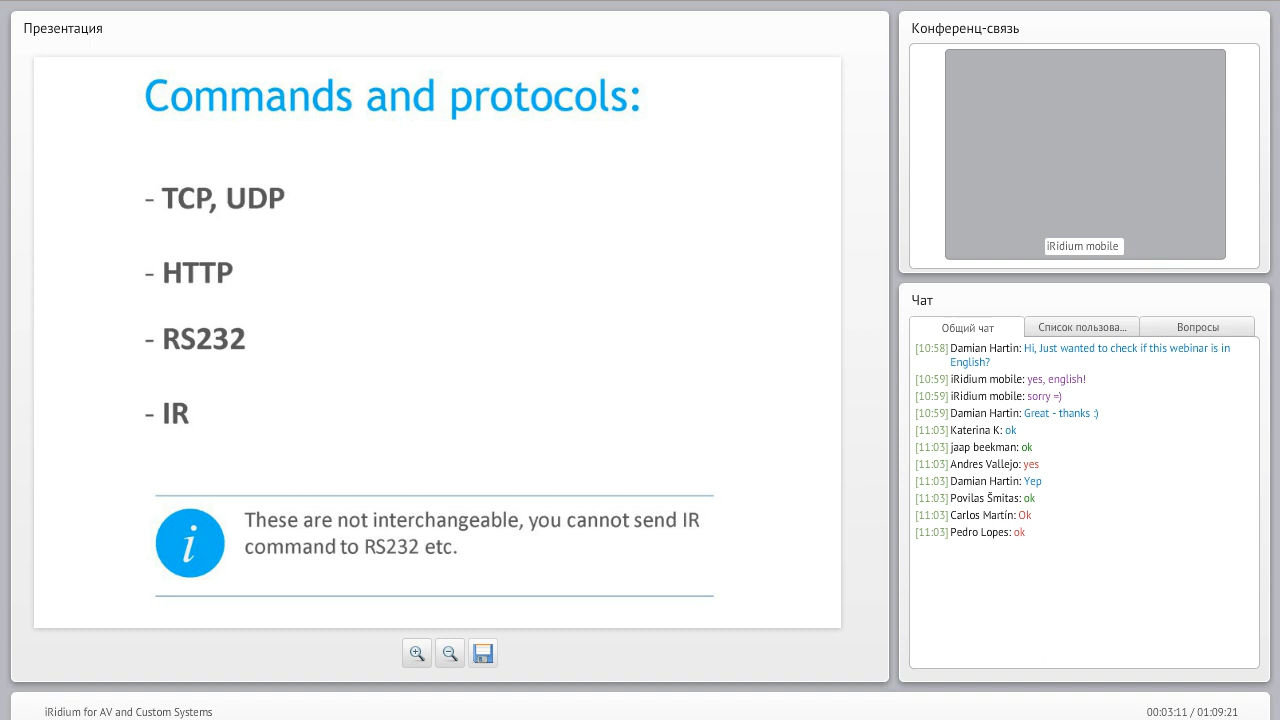 Презентация
Commands and protocols:
- TCP, UDP
- HTTP
- RS232
- IR
i
These are not interchangeable, you cannot send IR
command to RS232 etc.
Конференц-связь
iRidium mobile
Чат
Общий чат
Список пользова...
Вопросы
[10:58] Damian Hartin: Hi, Just wanted to check if this webinar is in
English?
[10:59] iRidium mobile: yes, english!
[10:59] iRidium mobile: sorry =)
[10:59] Damian Hartin: Great - thanks :)
[11:03] Katerina K: ok
[11:03] jaap beekman: ok
[11:03] Andres Vallejo: yes
[11:03] Damian Hartin: Yep
[11:03] Povilas Šmitas: ok
[11:03] Carlos Martín: Ok
[11:03] Pedro Lopes: ok
iRidium for AV and Custom Systems
00:03:11 / 01:09:21